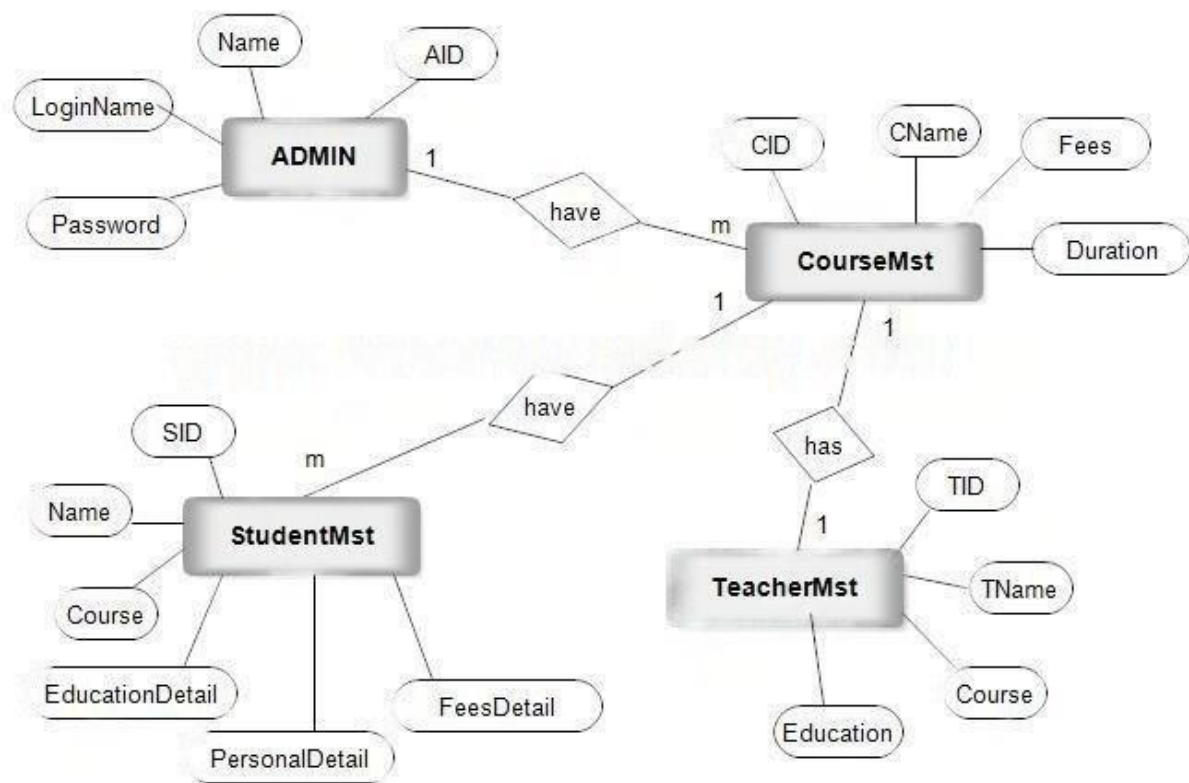 Name
AID
LoginName
ADMIN
Password
1
have
m
CID
CName
Fees
CourseMst
Duration
1
1
have
has
m
1
SID
Name
StudentMst
Course
EducationDetail
PersonalDetail
FeesDetail
TID
TeacherMst
TName
Course
Education